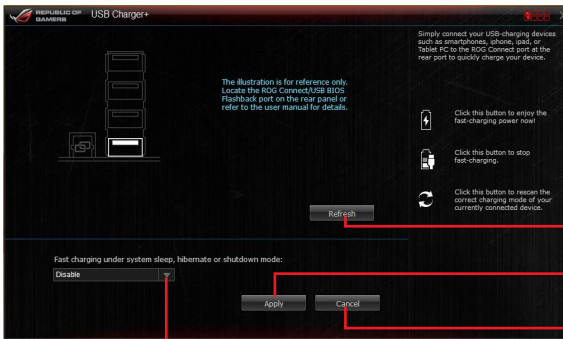 REPUBLIC OF
GAMERS
USB Charger+
The illustration is for reference only.
Locate the ROG Connect/USB BIOS
Flashback port on the rear panel or
refer to the user manual for details.
Refresh
Fast charging under system sleep, hibernate or shutdown mode:
Disable
Apply
Cancel
Simply connect your USB-charging devices
such as smartphones, iphone, ipad, or
Tablet PC to the ROG Connect port at the
rear port to quickly charge your device.
Click this button to enjoy the
fast-charging power now!
Click this button to stop
fast-charging.
Click this button to rescan the
correct charging mode of your
currently connected device.